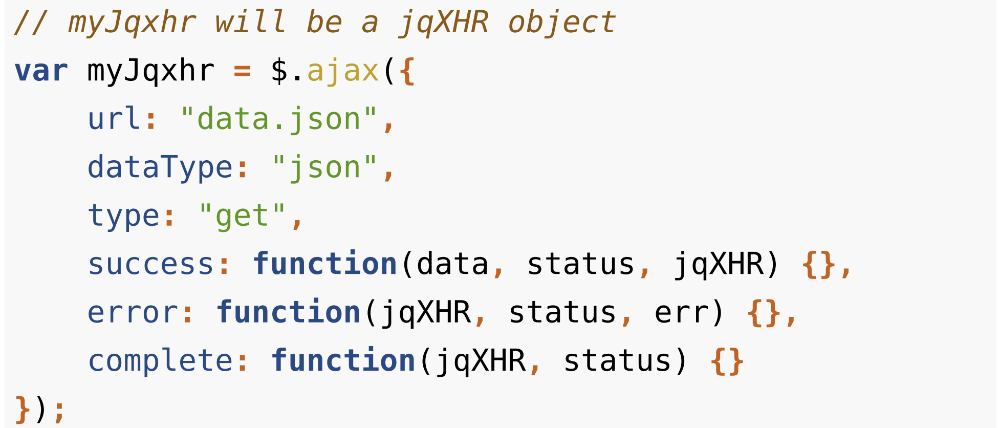 // myJqxhr will be a jqXHR object
var myJqxhr = $.ajax({
    url: "data.json",
    dataType: "json",
    type: "get",
    success: function(data, status, jqXHR) {},
    error: function(jqXHR, status, err) {},
    complete: function(jqXHR, status) {}
});